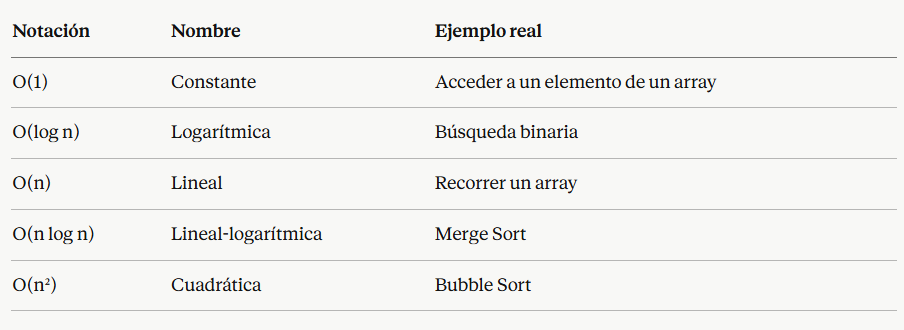 Notación Nombre Ejemplo real
O(1) Constante Acceder a un elemento de un array
O(log n) Logarítmica Búsqueda binaria
O(n) Lineal Recorrer un array
O(n log n) Lineal-logarítmica Merge Sort
O(n²) Cuadrática Bubble Sort